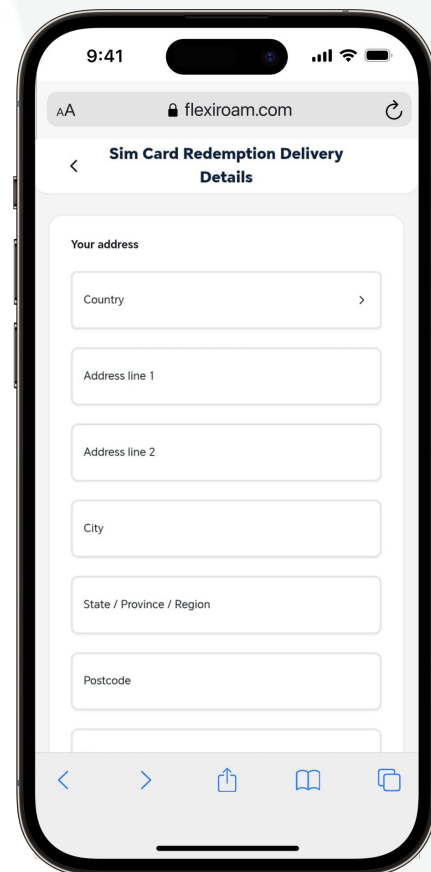 9:41
AA
flexiroam.com
Sim Card Redemption Delivery
Details
Your address
Country
Address line 1
Address line 2
City
State / Province / Region
Postcode